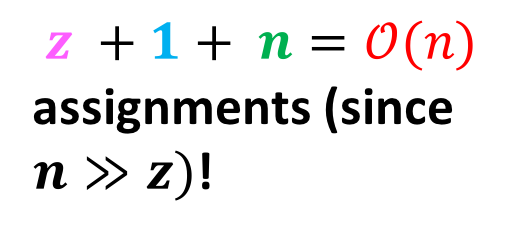 z + 1 + n = 𝒪(n)
assignments (since
n ≫ z)!